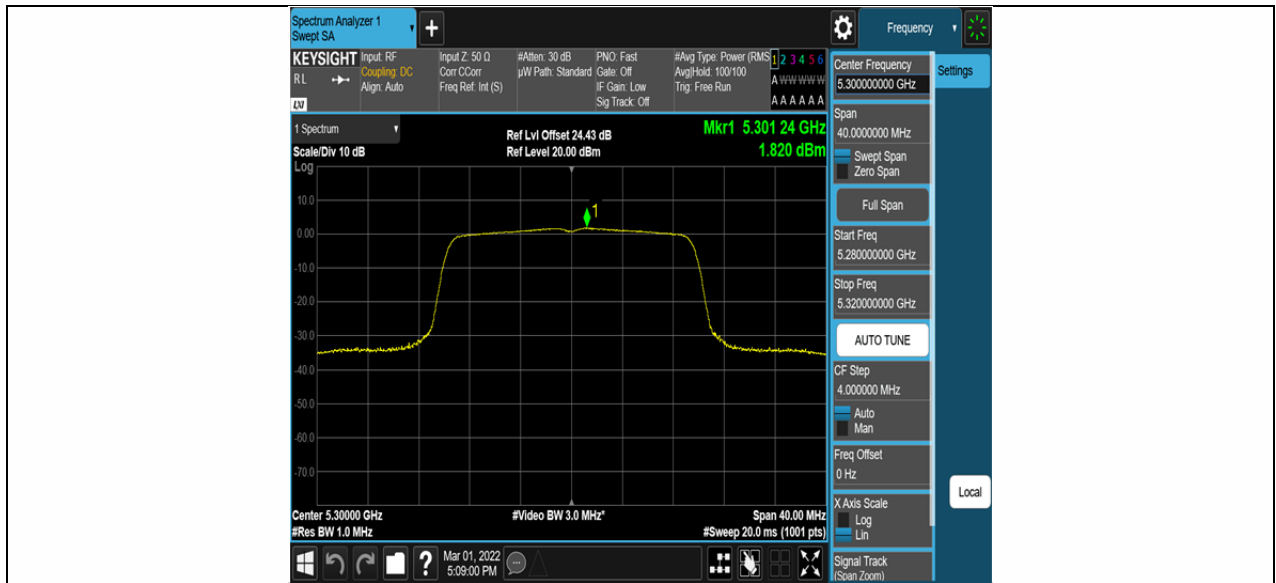 Spectrum Analyzer 1
Swept SA
+
Frequency
KEYSIGHT
RL
LXI
Input: RF
Coupling: DC
Align: Auto
Input Z: 50 Ω
Corr CCorr
Freq Ref: Int (S)
#Atten: 30 dB
µW Path: Standard
PNO: Fast
Gate: Off
IF Gain: Low
Sig Track: Off
#Avg Type: Power (RMS
Avg|Hold: 100/100
Trig: Free Run
1 2 3 4 5 6
A W W W W W
A A A A A A
1 Spectrum
Scale/Div 10 dB
Log
Ref Lvl Offset 24.43 dB
Ref Level 20.00 dBm
Mkr1 5.301 24 GHz
1.820 dBm
1
10.0
0.00
-10.0
-20.0
-30.0
-40.0
-50.0
-60.0
-70.0
Center 5.30000 GHz
#Res BW 1.0 MHz
#Video BW 3.0 MHz*
Span 40.00 MHz
#Sweep 20.0 ms (1001 pts)
?
Mar 01, 2022
5:09:00 PM
Center Frequency
5.300000000 GHz
Span
40.0000000 MHz
Swept Span
Zero Span
Full Span
Start Freq
5.280000000 GHz
Stop Freq
5.320000000 GHz
AUTO TUNE
CF Step
4.000000 MHz
Auto
Man
Freq Offset
0 Hz
X Axis Scale
Log
Lin
Signal Track
(Span Zoom)
Settings
Local